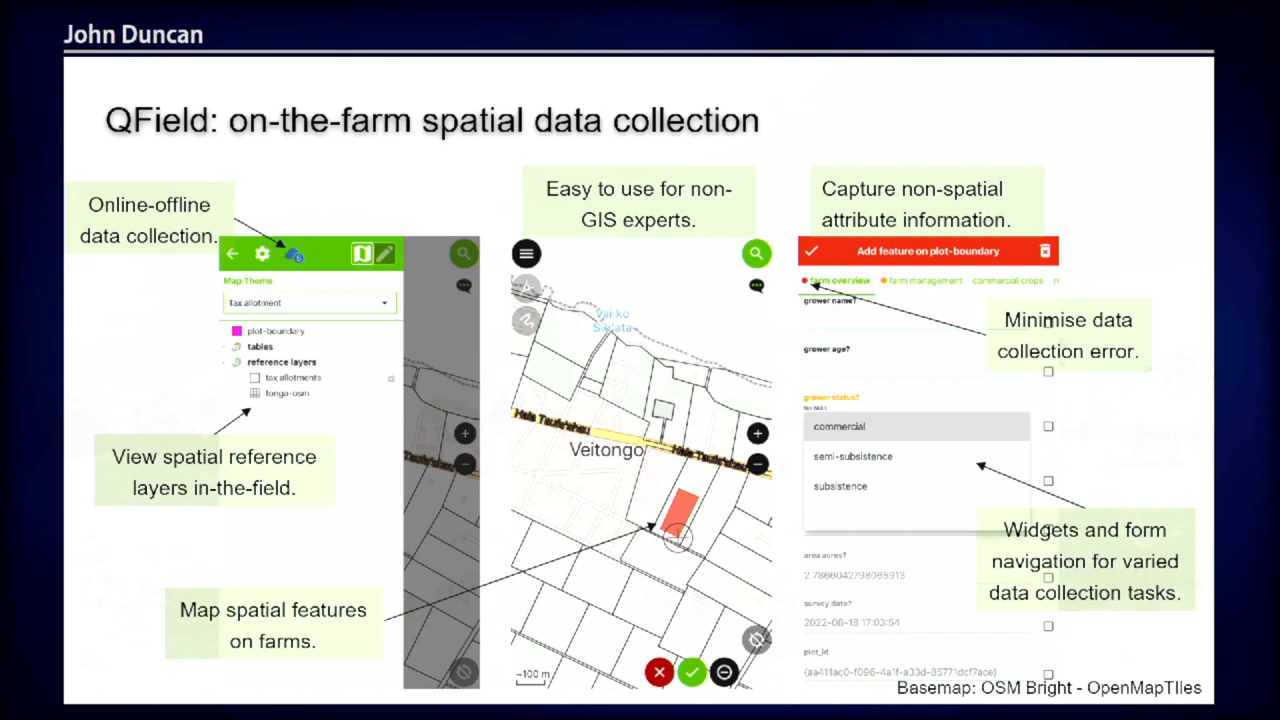 John Duncan
QField: on-the-farm spatial data collection
Online-offline
data collection.
Easy to use for non-
GIS experts.
Capture non-spatial
attribute information.
Map Theme
Tax allotment
plot-boundary
tables
reference layers
tax allotments
tonga-osm
View spatial reference
layers in-the-field.
Map spatial features
on farms.
Vai ko
Veitongo
~100 m
Add feature on plot-boundary
farm overview
farm management
commercial crops
grower name?
Minimise data
collection error.
grower age?
grower status?
Not NULL
commercial
semi-subsistence
subsistence
Widgets and form
navigation for varied
data collection tasks.
area acres?
survey date?
2022-08-18 17:03:54
plot_id
Basemap: OSM Bright - OpenMapTIles